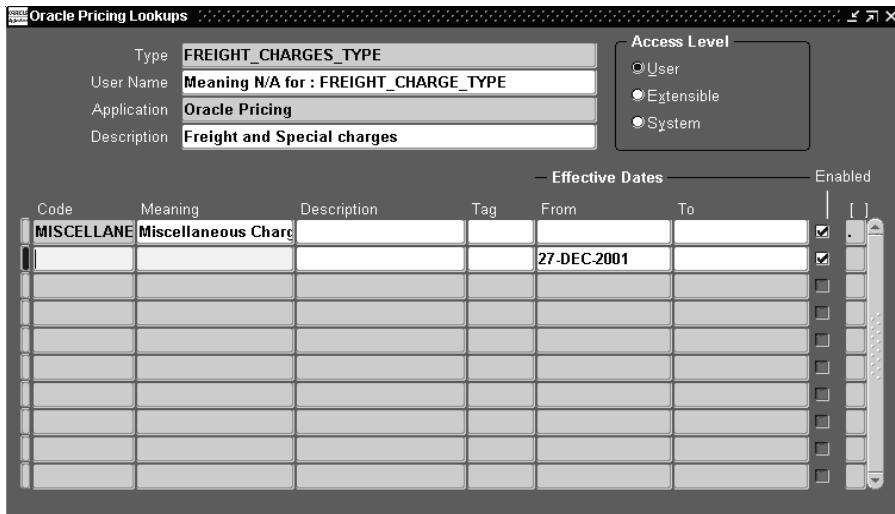 Oracle Pricing Lookups
Type FREIGHT_CHARGES_TYPE
User Name Meaning N/A for : FREIGHT_CHARGE_TYPE
Application Oracle Pricing
Description Freight and Special charges
Access Level
User
Extensible
System
Effective Dates Enabled
Code Meaning Description Tag From To [ ]
MISCELLANE Miscellaneous Charg .
27-DEC-2001